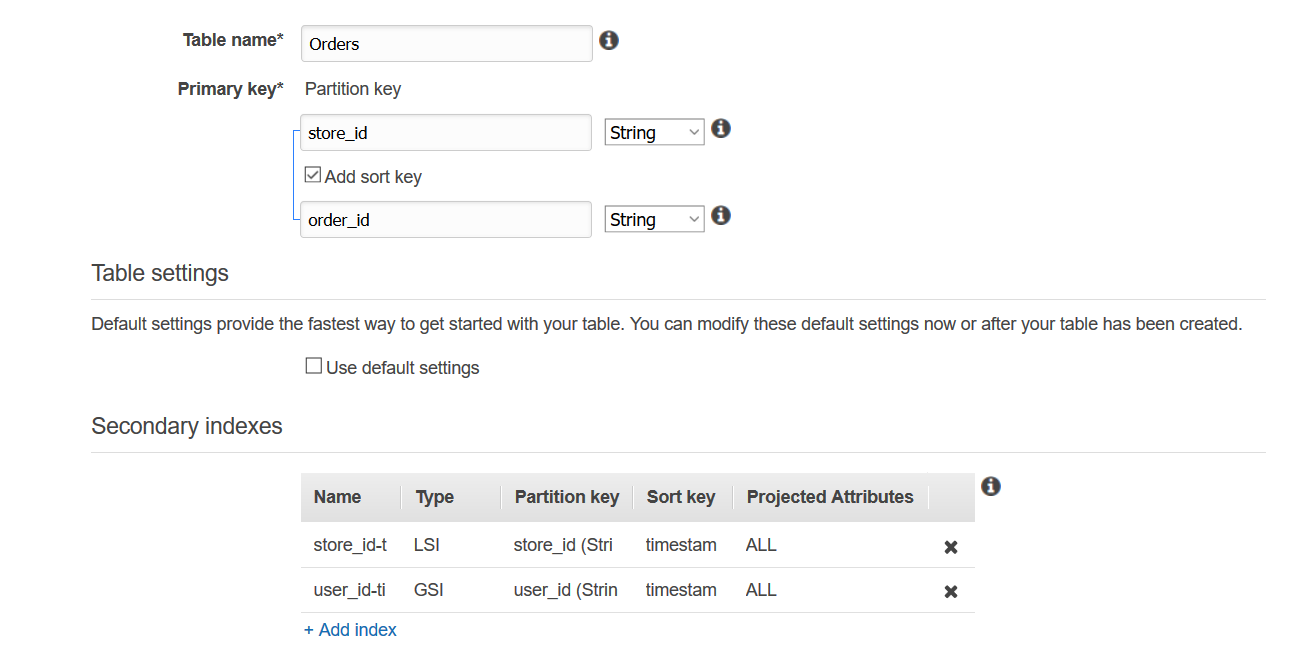 Table name* Orders
Primary key* Partition key
store_id String
Add sort key
order_id String
Table settings
Default settings provide the fastest way to get started with your table. You can modify these default settings now or after your table has been created.
Use default settings
Secondary indexes
Name Type Partition key Sort key Projected Attributes
store_id-t LSI store_id (Stri timestam ALL
user_id-ti GSI user_id (Strin timestam ALL
+ Add index